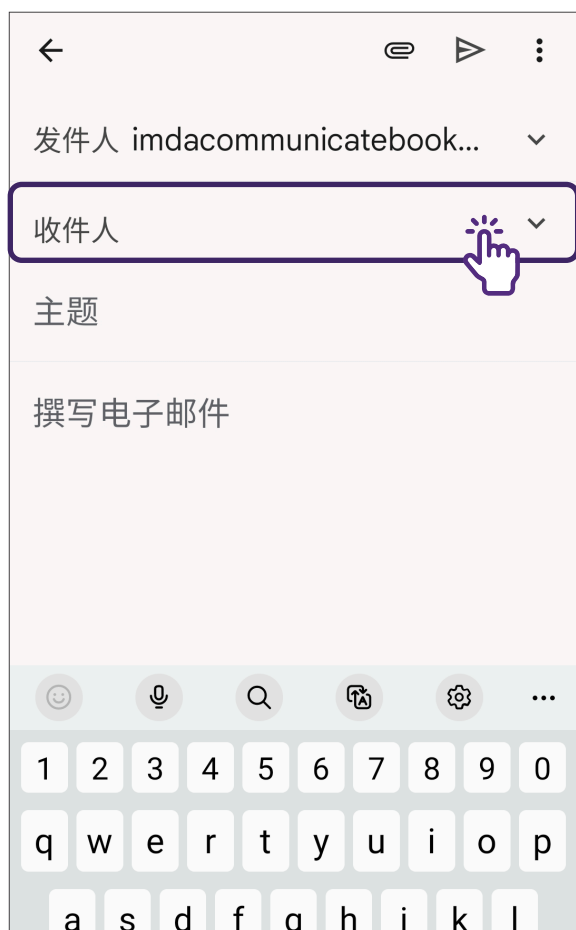 发件人 imdacommunicatebook...
收件人
主题
撰写电子邮件
1 2 3 4 5 6 7 8 9 0
q w e r t y u i o p
a s d f g h j k l